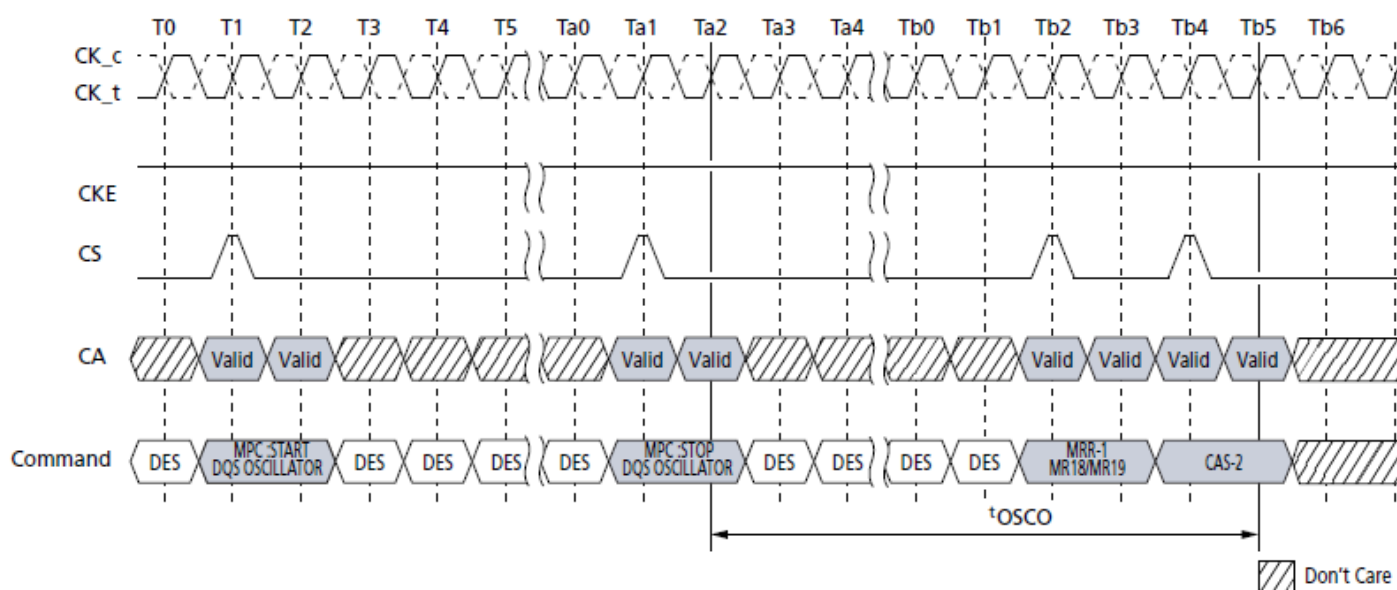 T0 T1 T2 T3 T4 T5 Ta0 Ta1 Ta2 Ta3 Ta4 Tb0 Tb1 Tb2 Tb3 Tb4 Tb5 Tb6
CK_c
CK_t
CKE
CS
CA Valid Valid Valid Valid Valid Valid Valid Valid
Command DES MPC :START DQS OSCILLATOR DES DES DES DES MPC :STOP DQS OSCILLATOR DES DES DES DES MRR-1 MR18/MR19 CAS-2
tOSCO
Don't Care